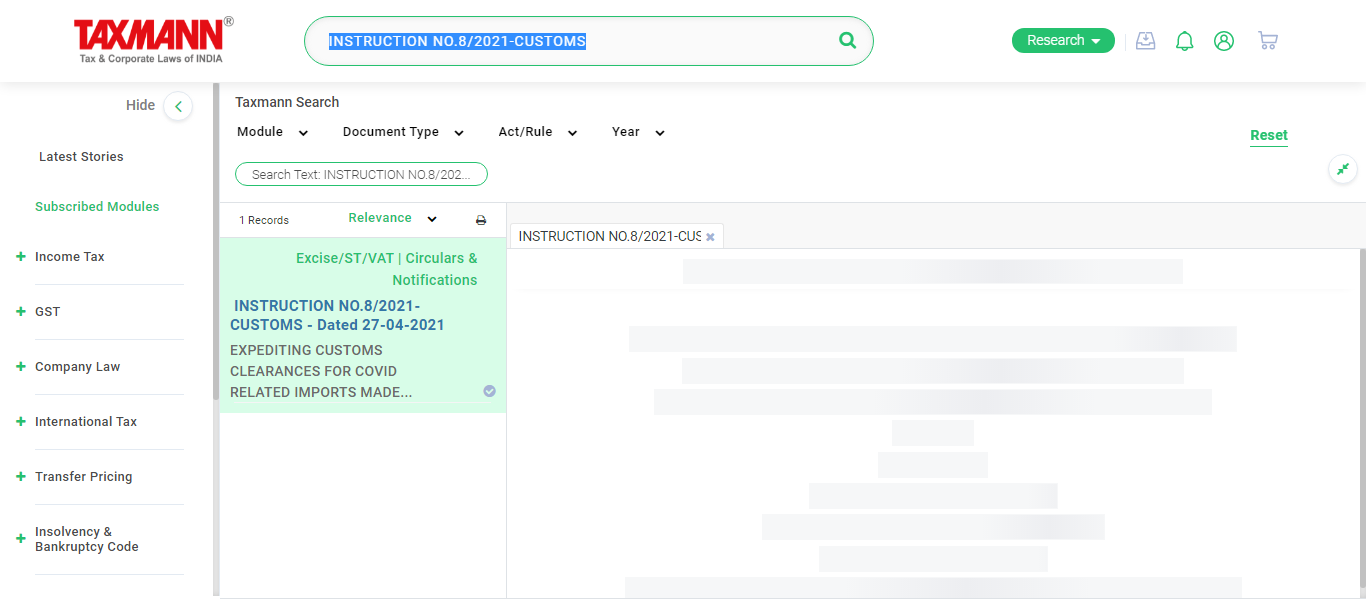 TAXMANN®
Tax & Corporate Laws of INDIA
INSTRUCTION NO.8/2021-CUSTOMS
Research
Hide
Latest Stories
Subscribed Modules
Income Tax
GST
Company Law
International Tax
Transfer Pricing
Insolvency &
Bankruptcy Code
Taxmann Search
Module
Document Type
Act/Rule
Year
Reset
Search Text: INSTRUCTION NO.8/202...
1 Records
Relevance
Excise/ST/VAT | Circulars &
Notifications
INSTRUCTION NO.8/2021-
CUSTOMS - Dated 27-04-2021
EXPEDITING CUSTOMS
CLEARANCES FOR COVID
RELATED IMPORTS MADE...
INSTRUCTION NO.8/2021-CUS